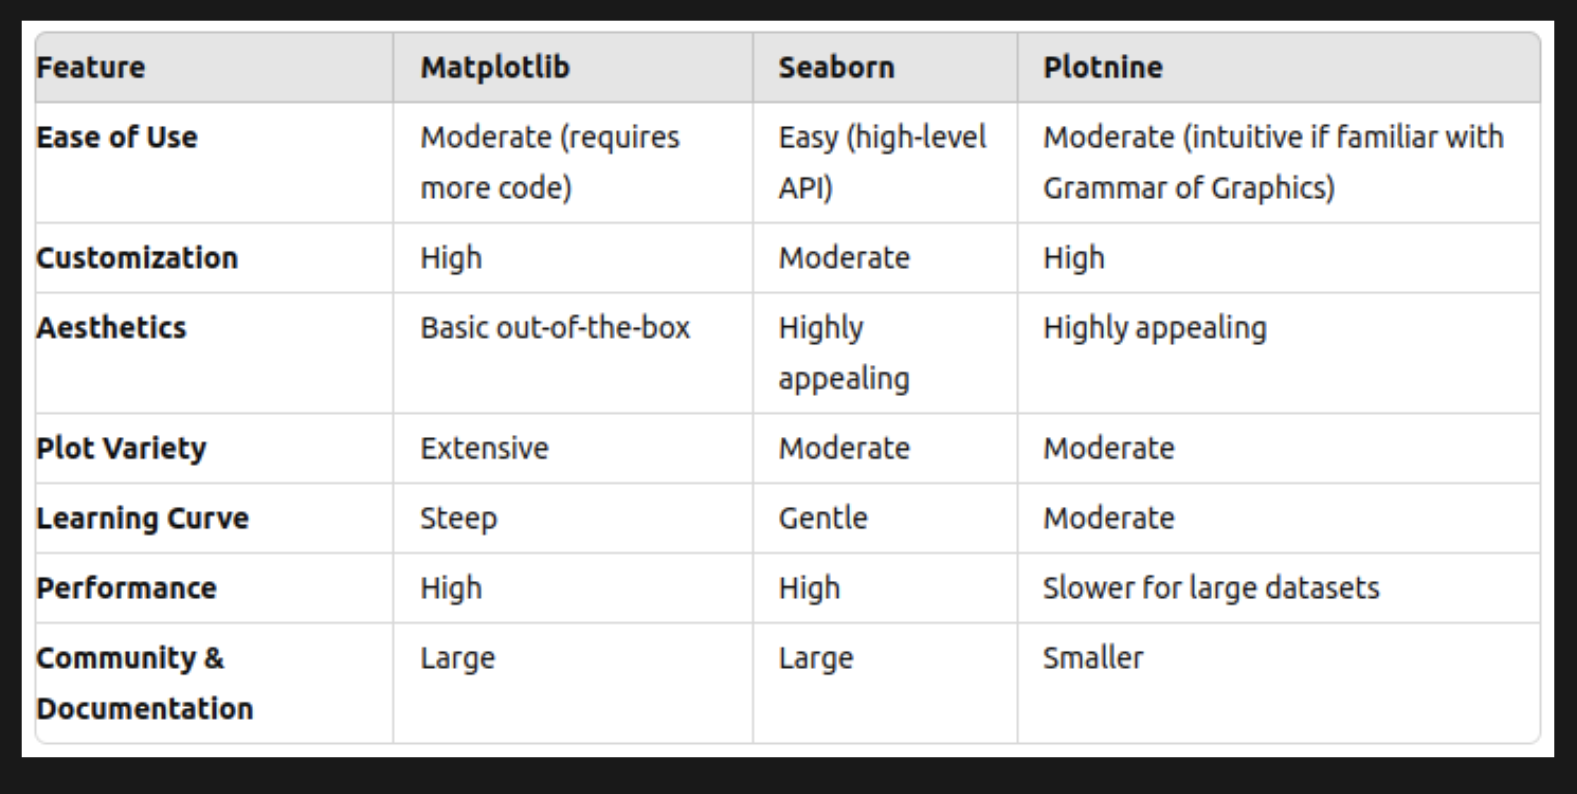 Feature Matplotlib Seaborn Plotnine
Ease of Use Moderate (requires Easy (high-level Moderate (intuitive if familiar with
more code) API) Grammar of Graphics)
Customization High Moderate High
Aesthetics Basic out-of-the-box Highly Highly appealing
appealing
Plot Variety Extensive Moderate Moderate
Learning Curve Steep Gentle Moderate
Performance High High Slower for large datasets
Community & Large Large Smaller
Documentation